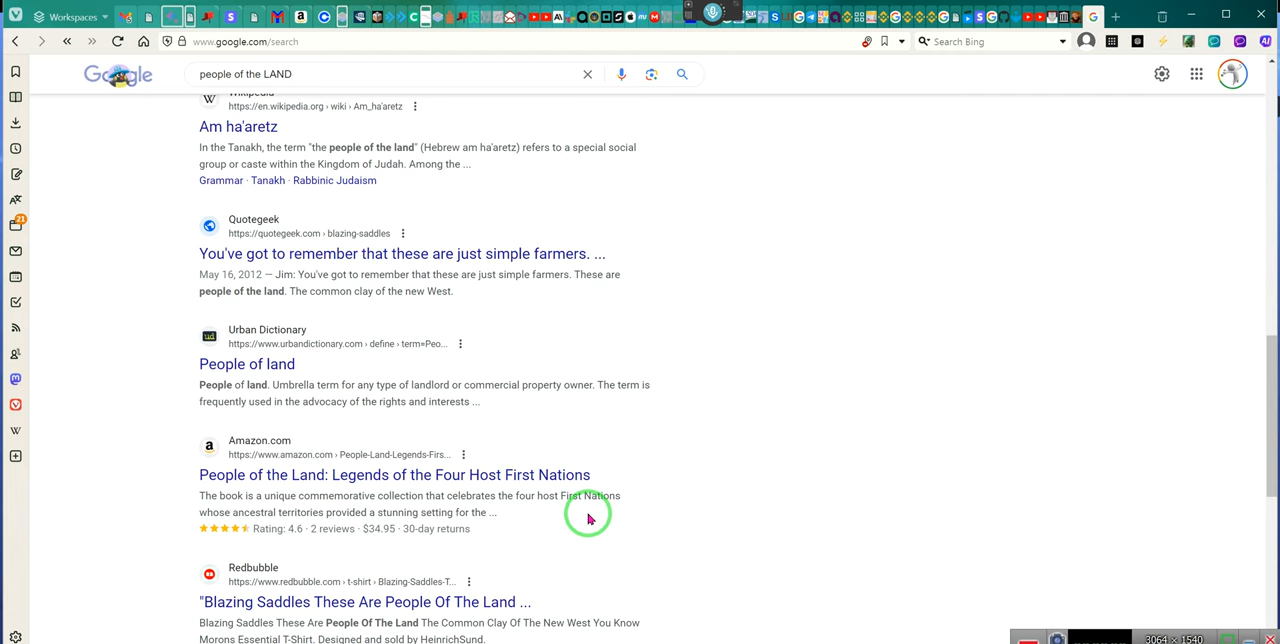 Workspaces
www.google.com/search
Search Bing
Google
people of the LAND
Wikipedia
https://en.wikipedia.org › wiki › Am_ha'aretz
Am ha'aretz
In the Tanakh, the term "the people of the land" (Hebrew am ha'aretz) refers to a special social
group or caste within the Kingdom of Judah. Among the ...
Grammar · Tanakh · Rabbinic Judaism
Quotegeek
https://quotegeek.com › blazing-saddles
You've got to remember that these are just simple farmers. ...
May 16, 2012 — Jim: You've got to remember that these are just simple farmers. These are
people of the land. The common clay of the new West.
Urban Dictionary
https://www.urbandictionary.com › define › term=Peo...
People of land
People of land. Umbrella term for any type of landlord or commercial property owner. The term is
frequently used in the advocacy of the rights and interests ...
Amazon.com
https://www.amazon.com › People-Land-Legends-Firs...
People of the Land: Legends of the Four Host First Nations
The book is a unique commemorative collection that celebrates the four host First Nations
whose ancestral territories provided a stunning setting for the ...
Rating: 4.6 · 2 reviews · $34.95 · 30-day returns
Redbubble
https://www.redbubble.com › t-shirt › Blazing-Saddles-T...
"Blazing Saddles These Are People Of The Land ...
Blazing Saddles These Are People Of The Land The Common Clay Of The New West You Know
Morons Essential T-Shirt. Designed and sold by HeinrichSund.
21
3064 × 1540